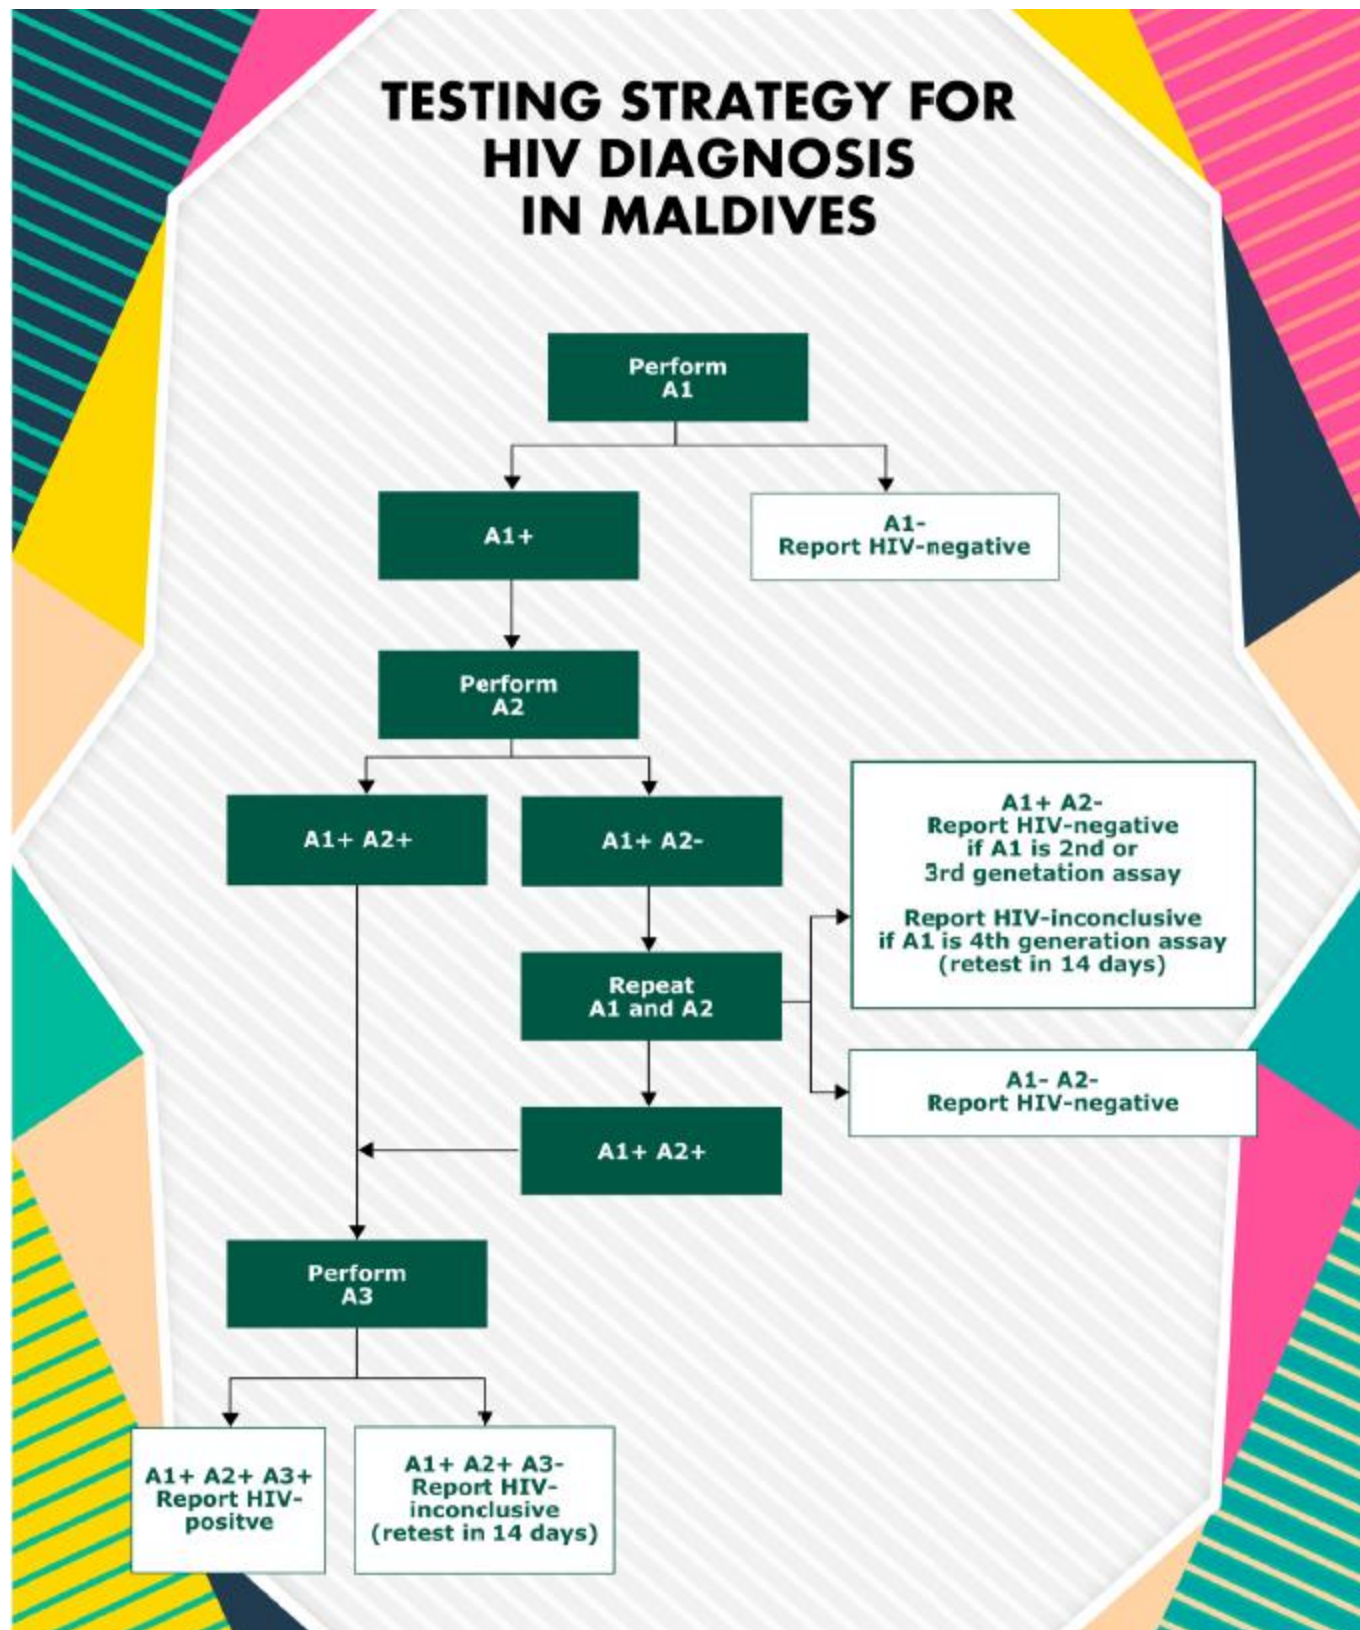 TESTING STRATEGY FOR
HIV DIAGNOSIS
IN MALDIVES
Perform
A1
A1+
A1-
Report HIV-negative
Perform
A2
A1+ A2+
A1+ A2-
A1+ A2-
Report HIV-negative
if A1 is 2nd or
3rd genetation assay
Report HIV-inconclusive
if A1 is 4th generation assay
(retest in 14 days)
Repeat
A1 and A2
A1- A2-
Report HIV-negative
A1+ A2+
Perform
A3
A1+ A2+ A3+
Report HIV-
positve
A1+ A2+ A3-
Report HIV-
inconclusive
(retest in 14 days)